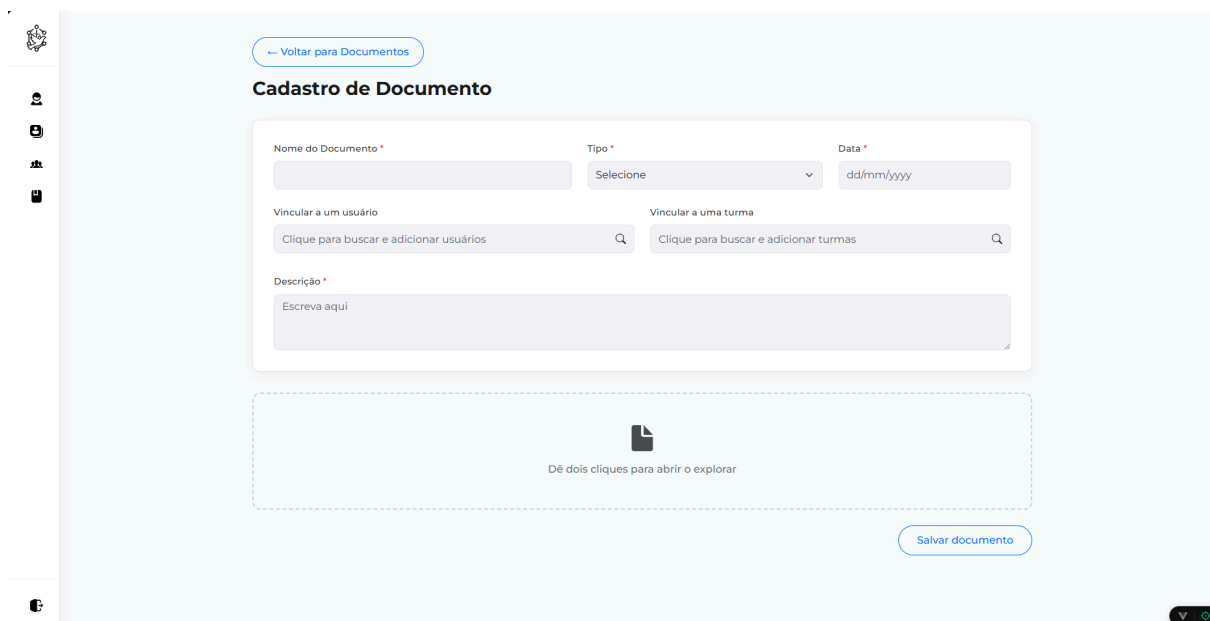 ← Voltar para Documentos
Cadastro de Documento
Nome do Documento *
Tipo *
Data *
Selecione
dd/mm/yyyy
Vincular a um usuário
Vincular a uma turma
Clique para buscar e adicionar usuários
Clique para buscar e adicionar turmas
Descrição *
Escreva aqui
Dê dois cliques para abrir o explorar
Salvar documento